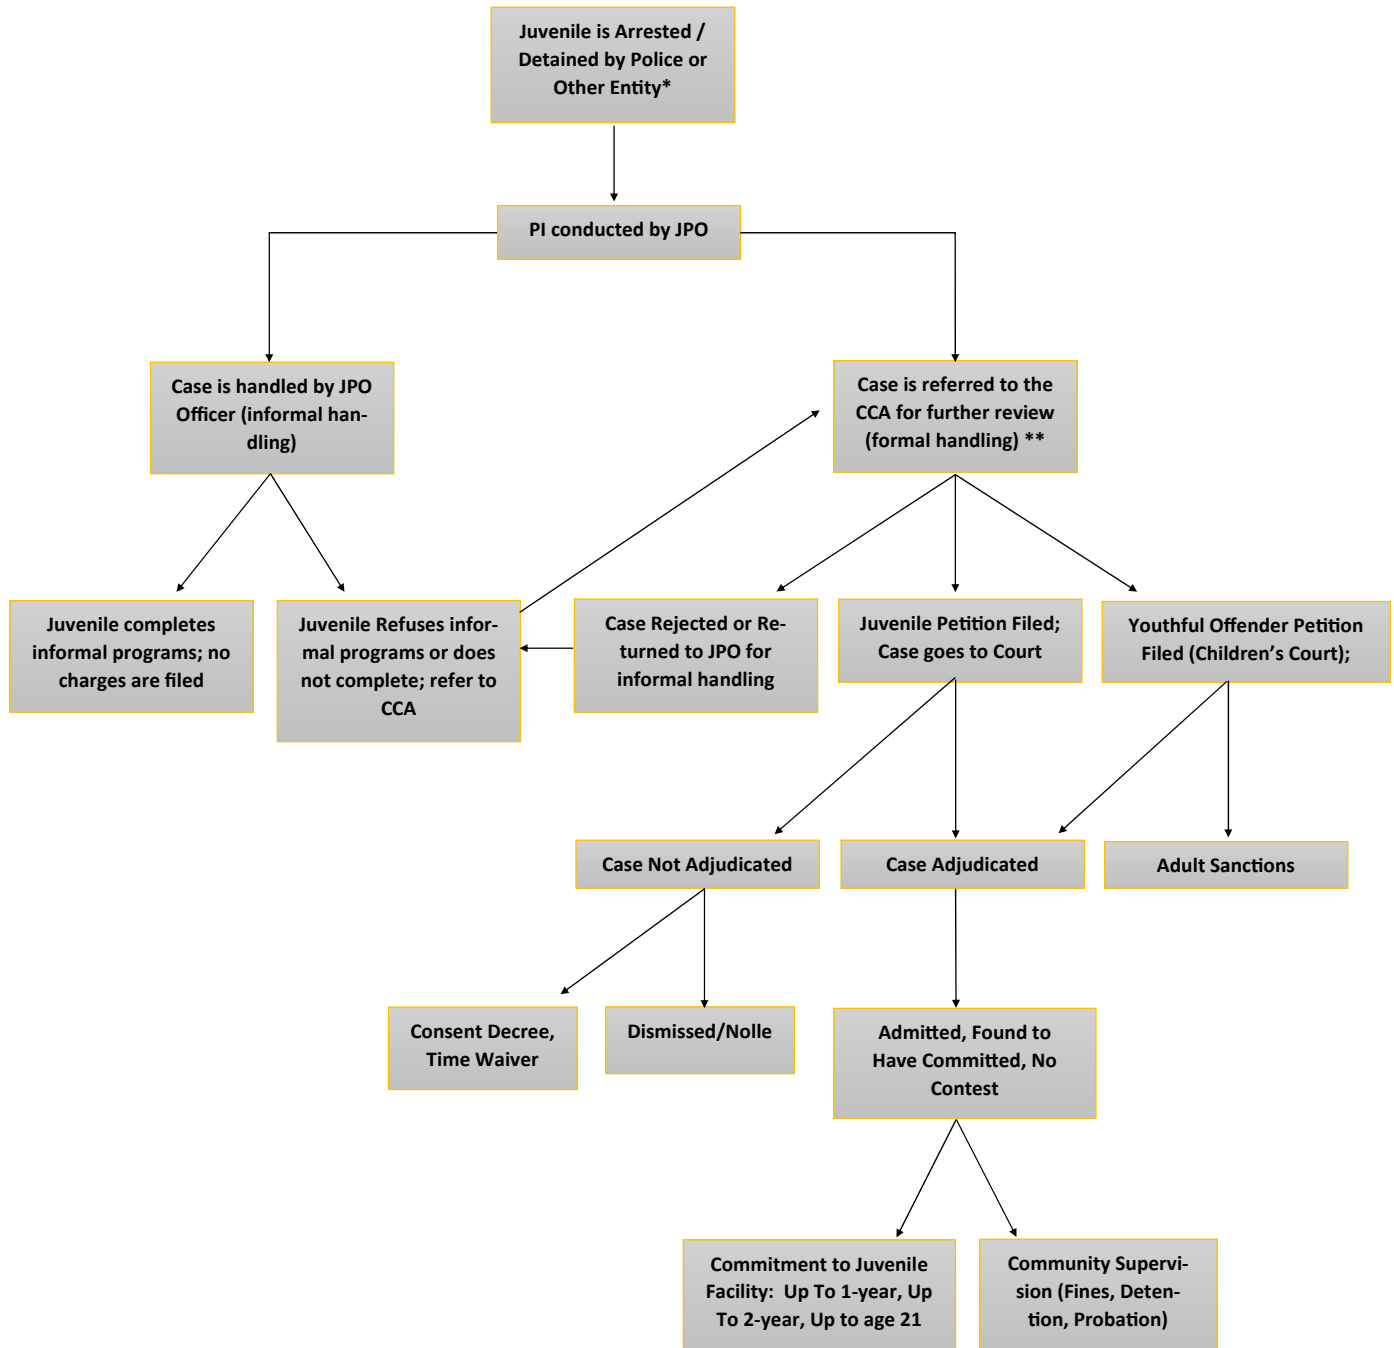 Juvenile is Arrested /
Detained by Police or
Other Entity*
PI conducted by JPO
Case is handled by JPO
Officer (informal han-
dling)
Case is referred to the
CCA for further review
(formal handling) **
Juvenile completes
informal programs; no
charges are filed
Juvenile Refuses infor-
mal programs or does
not complete; refer to
CCA
Case Rejected or Re-
turned to JPO for
informal handling
Juvenile Petition Filed;
Case goes to Court
Youthful Offender Petition
Filed (Children’s Court);
Case Not Adjudicated
Case Adjudicated
Adult Sanctions
Consent Decree,
Time Waiver
Dismissed/Nolle
Admitted, Found to
Have Committed, No
Contest
Commitment to Juvenile
Facility:  Up To 1-year, Up
To 2-year, Up to age 21
Community Supervi-
sion (Fines, Deten-
tion, Probation)